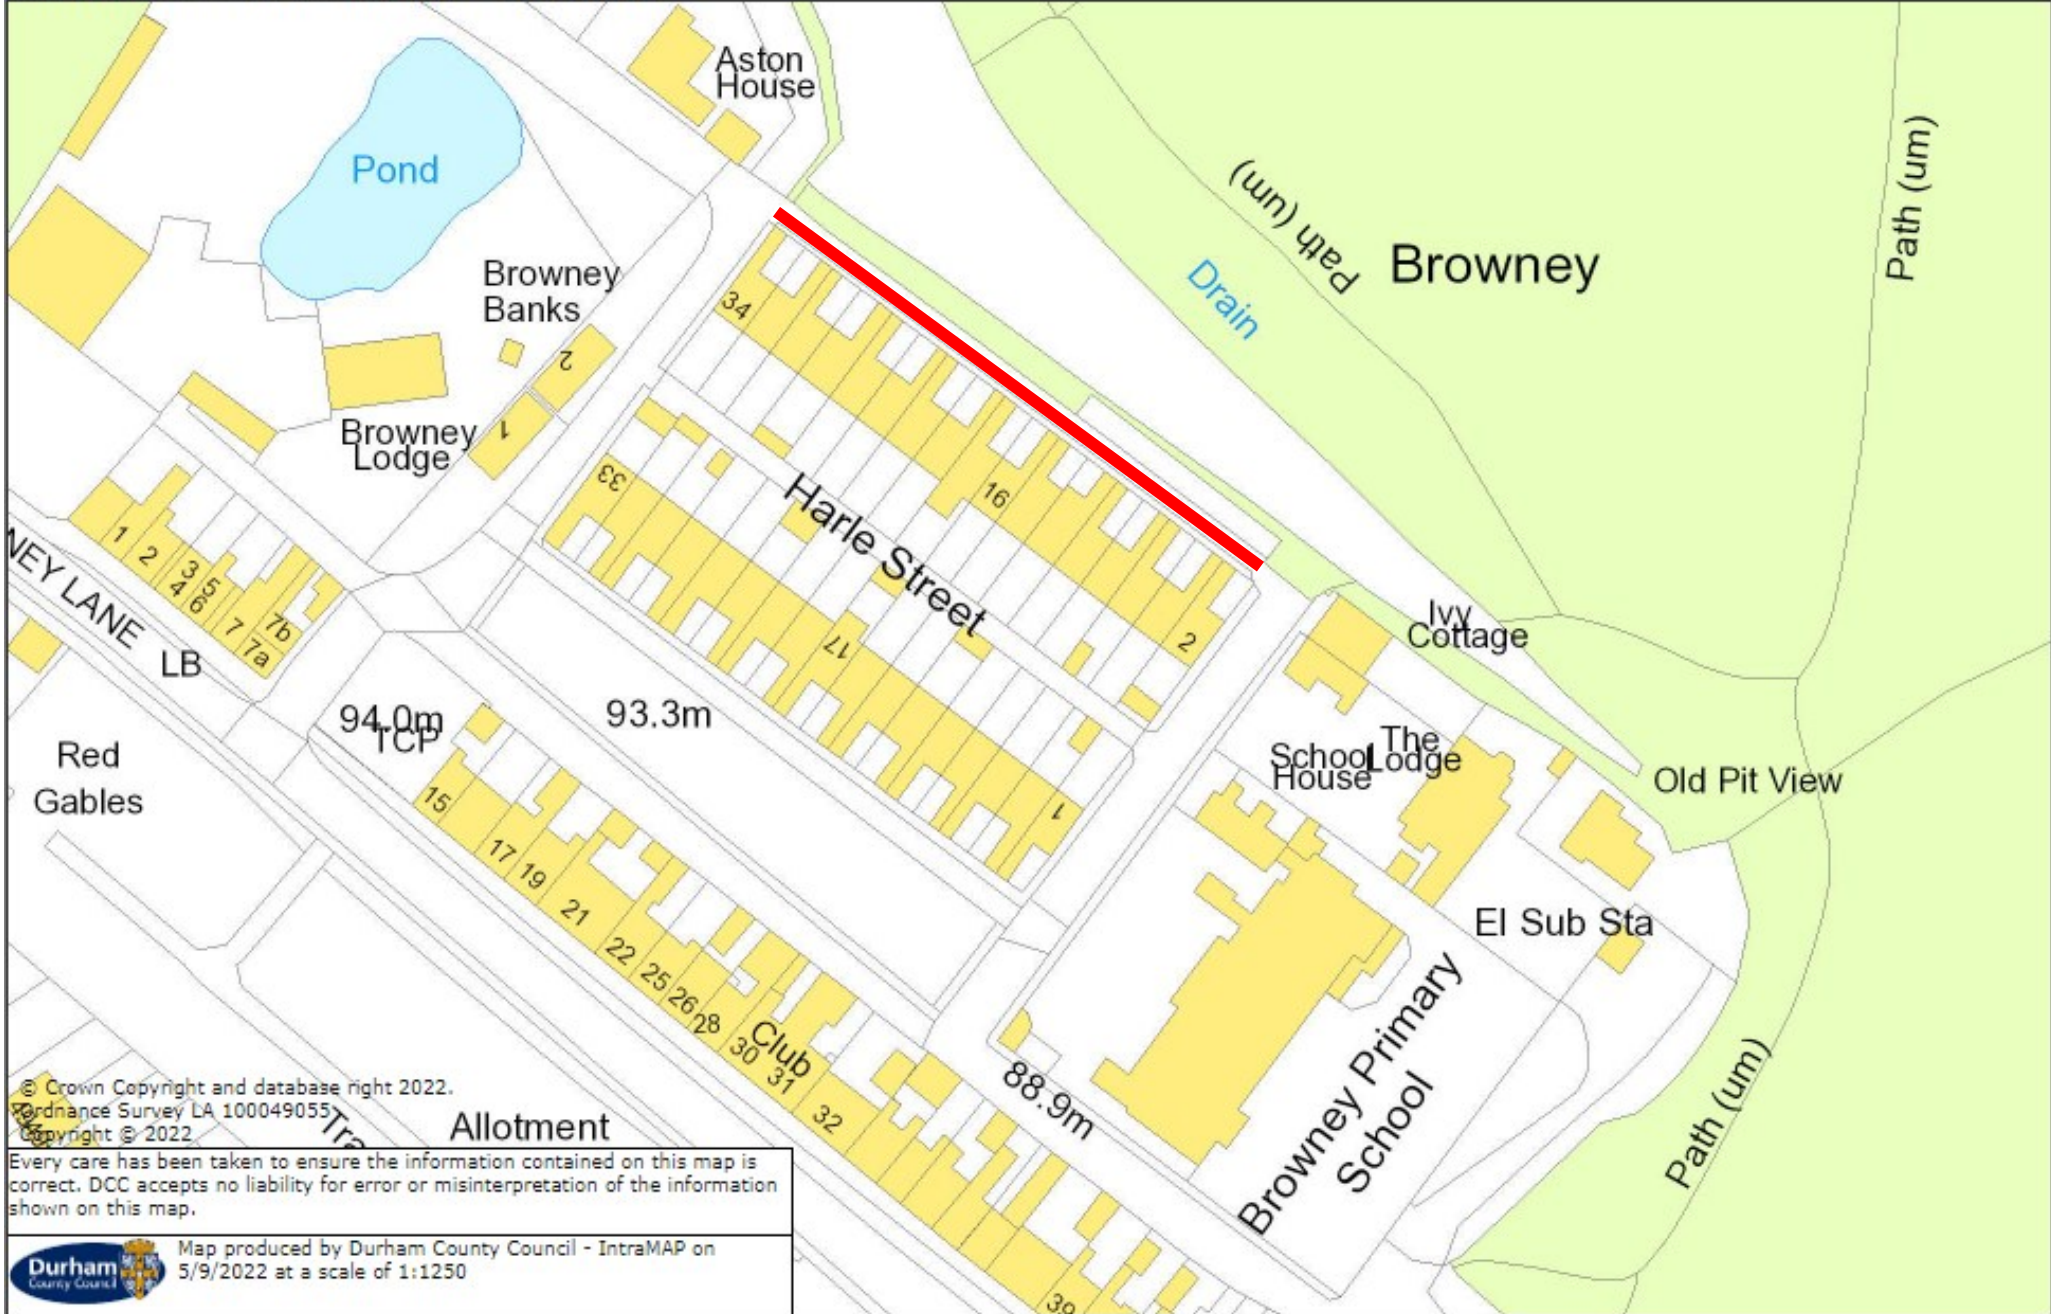 Aston
House
Pond
Path (um)
Path (um)
Browney
Drain
Browney
Banks
34
2
1
Browney
Lodge
33
16
Harle Street
17
2
1
1
2
3
4
5
6
7
7b
7a
NEY LANE
LB
Ivy
Cottage
94.0m
TCP
93.3m
School
House
The
Lodge
Old Pit View
Red
Gables
15
17
19
21
22
25
26
28
30
31
Club
32
39
El Sub Sta
88.9m
Browney Primary
School
Path (um)
Allotment
Tra
© Crown Copyright and database right 2022.
Ordnance Survey LA 100049055
Copyright © 2022
Every care has been taken to ensure the information contained on this map is
correct. DCC accepts no liability for error or misinterpretation of the information
shown on this map.
Durham
County Council
Map produced by Durham County Council - IntraMAP on
5/9/2022 at a scale of 1:1250